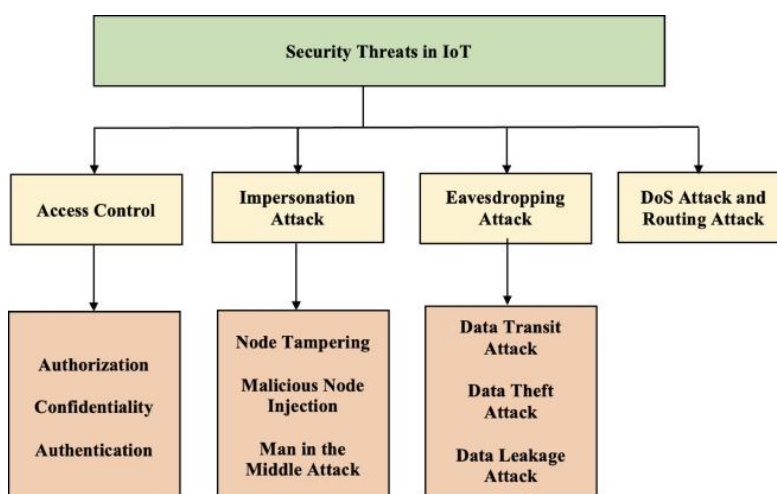 Security Threats in IoT
Access Control
Impersonation
Attack
Eavesdropping
Attack
DoS Attack and
Routing Attack
Authorization
Confidentiality
Authentication
Node Tampering
Malicious Node
Injection
Man in the
Middle Attack
Data Transit
Attack
Data Theft
Attack
Data Leakage
Attack